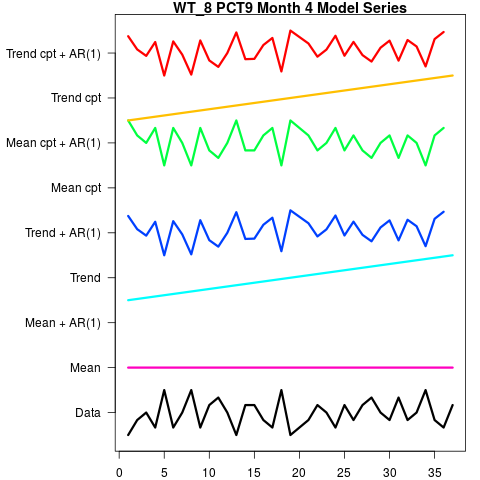 WT_8 PCT9 Month 4 Model Series
Trend cpt + AR(1)
Trend cpt
Mean cpt + AR(1)
Mean cpt
Trend + AR(1)
Trend
Mean + AR(1)
Mean
Data
0 5 10 15 20 25 30 35